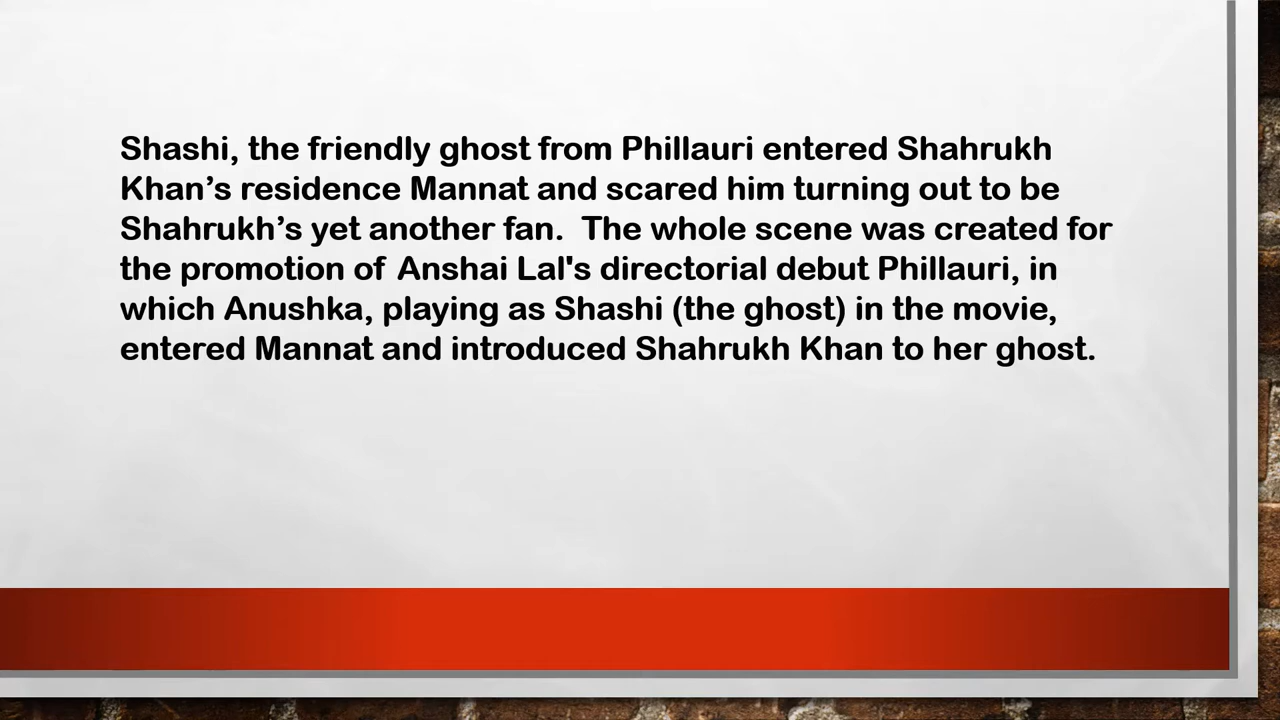 Shashi, the friendly ghost from Phillauri entered Shahrukh
Khan’s residence Mannat and scared him turning out to be
Shahrukh’s yet another fan.  The whole scene was created for
the promotion of Anshai Lal's directorial debut Phillauri, in
which Anushka, playing as Shashi (the ghost) in the movie,
entered Mannat and introduced Shahrukh Khan to her ghost.